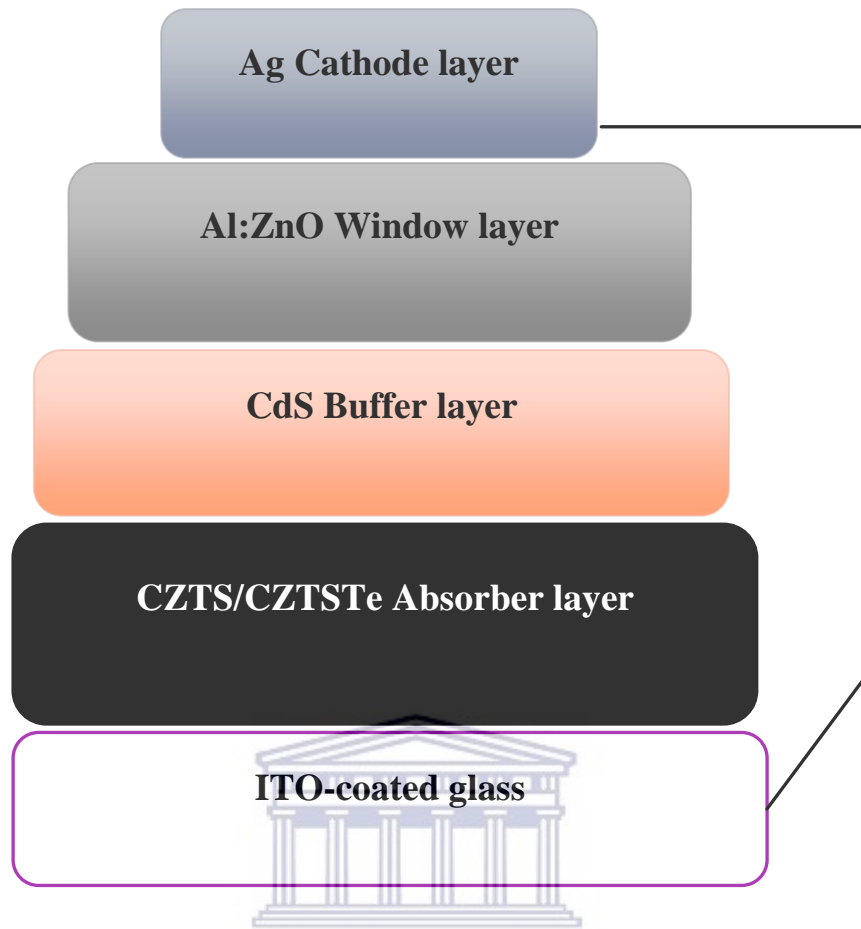 Ag Cathode layer
Al:ZnO Window layer
CdS Buffer layer
CZTS/CZTSTe Absorber layer
ITO-coated glass